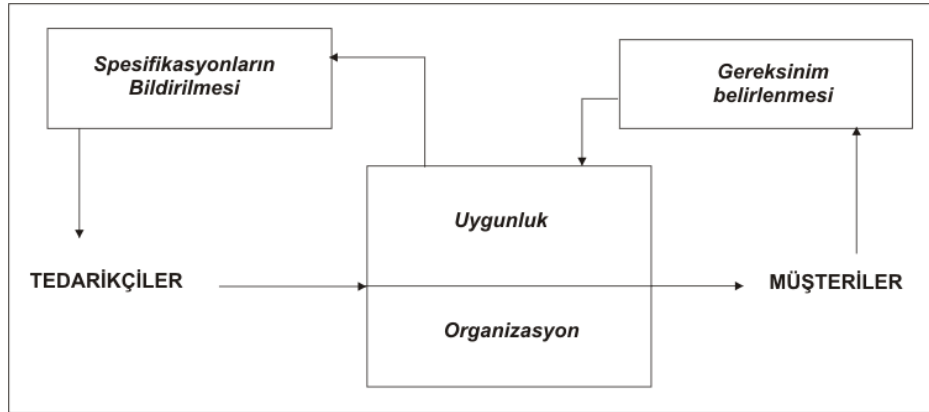 Spesifikasyonların
Bildirilmesi
Gereksinim
belirlenmesi
Uygunluk
TEDARİKÇİLER
MÜŞTERİLER
Organizasyon